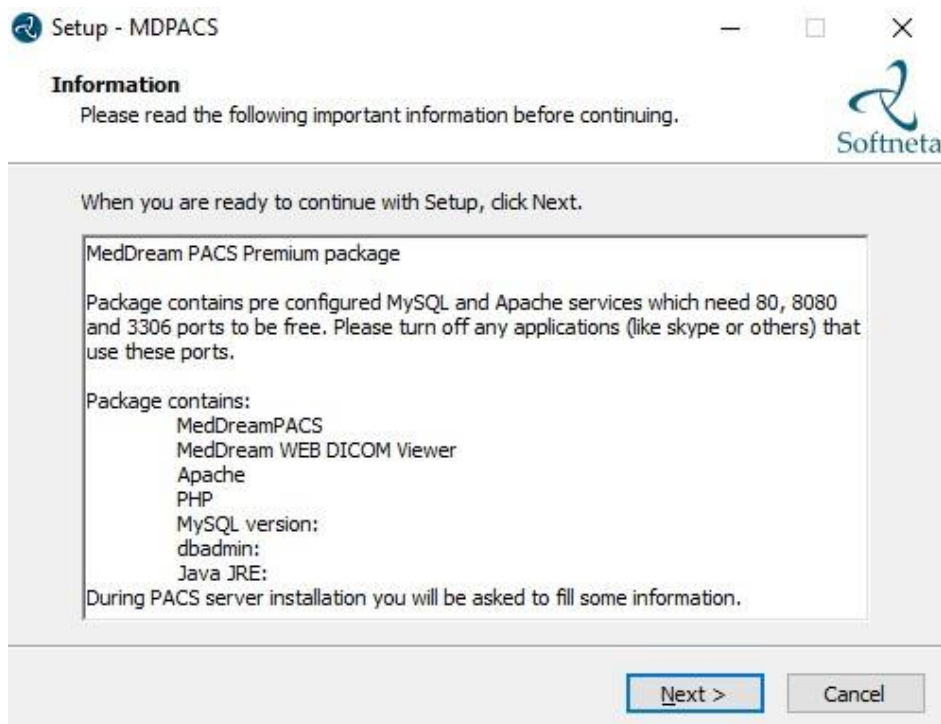 Setup - MDPACS
Information
Please read the following important information before continuing.
Softneta
When you are ready to continue with Setup, click Next.
MedDream PACS Premium package
Package contains pre configured MySQL and Apache services which need 80, 8080
and 3306 ports to be free. Please turn off any applications (like skype or others) that
use these ports.
Package contains:
MedDreamPACS
MedDream WEB DICOM Viewer
Apache
PHP
MySQL version:
dbadmin:
Java JRE:
During PACS server installation you will be asked to fill some information.
Next >
Cancel